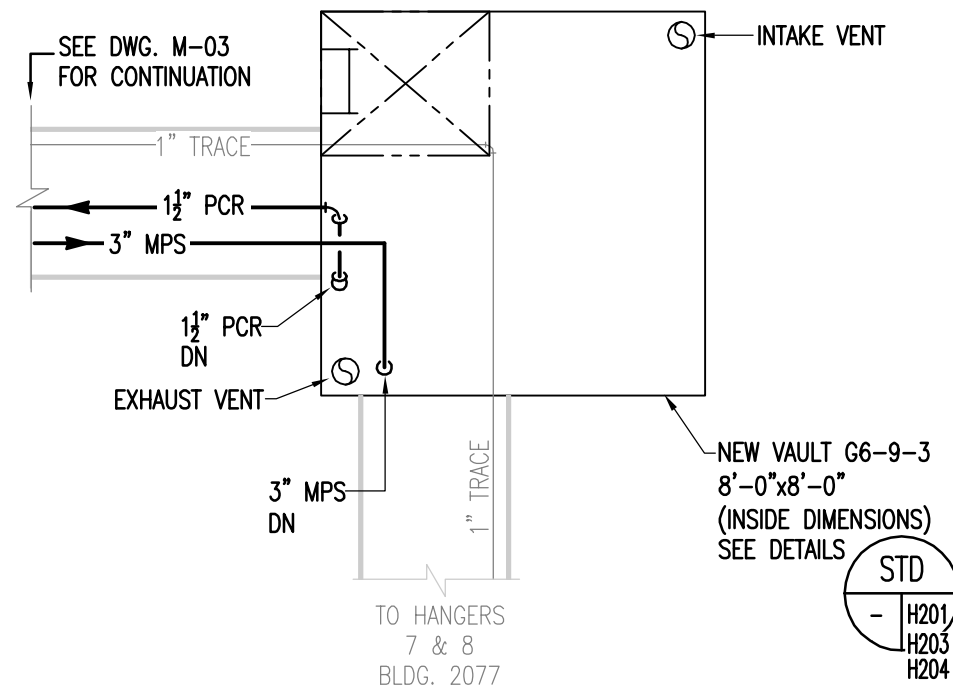 SEE DWG. M-03
FOR CONTINUATION
INTAKE VENT
1" TRACE
1½" PCR
3" MPS
1½" PCR
DN
EXHAUST VENT
3" MPS
DN
1" TRACE
NEW VAULT G6-9-3
8'-0"x8'-0"
(INSIDE DIMENSIONS)
SEE DETAILS
STD
- H201/
H203
H204
TO HANGERS
7 & 8
BLDG. 2077